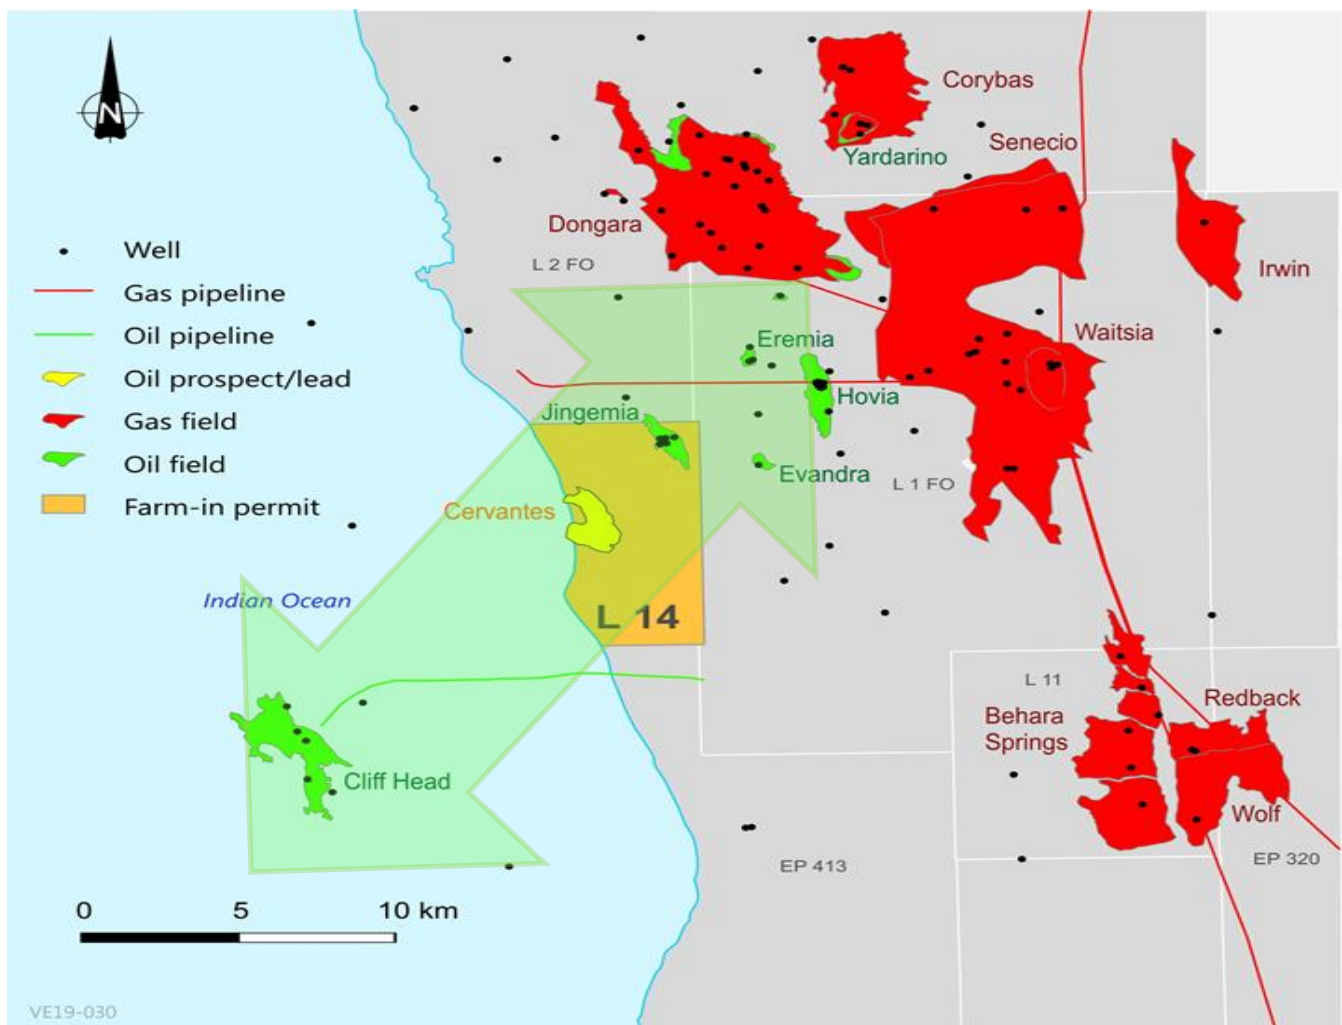 N
Corybas
Senecio
Yardarino
Dongara
L 2 FO
Irwin
Well
Gas pipeline
Oil pipeline
Oil prospect/lead
Gas field
Oil field
Farm-in permit
Eremia
Waitsia
Hovia
Jingemia
Evandra
L 1 FO
Cervantes
Indian Ocean
L 14
L 11
Redback
Behara
Springs
Cliff Head
Wolf
EP 413
EP 320
0 5 10 km
VE19-030